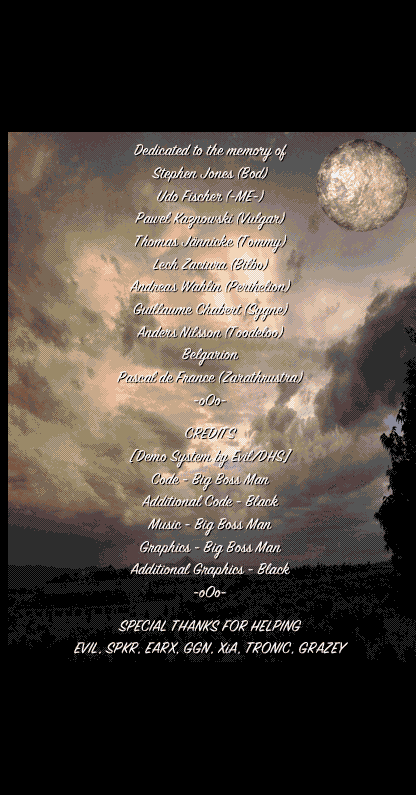 Dedicated to the memory of
Stephen Jones (Bod)
Udo Fischer (-ME-)
Pawel Kaznowski (Vulgar)
Thomas Jännicke (Tommy)
Lech Zaciura (Bilbo)
Andreas Wahlin (Perihelion)
Guillaume Chabert (Sygne)
Anders Nilsson (Toodeloo)
Belgarion
Pascal de France (Zarathrustra)
-oOo-
CREDITS
[Demo System by Evil/DHS]
Code - Big Boss Man
Additional Code - Black
Music - Big Boss Man
Graphics - Big Boss Man
Additional Graphics - Black
-oOo-
SPECIAL THANKS FOR HELPING
EVIL, SPKR, EARX, GGN, XiA, TRONIC, GRAZEY